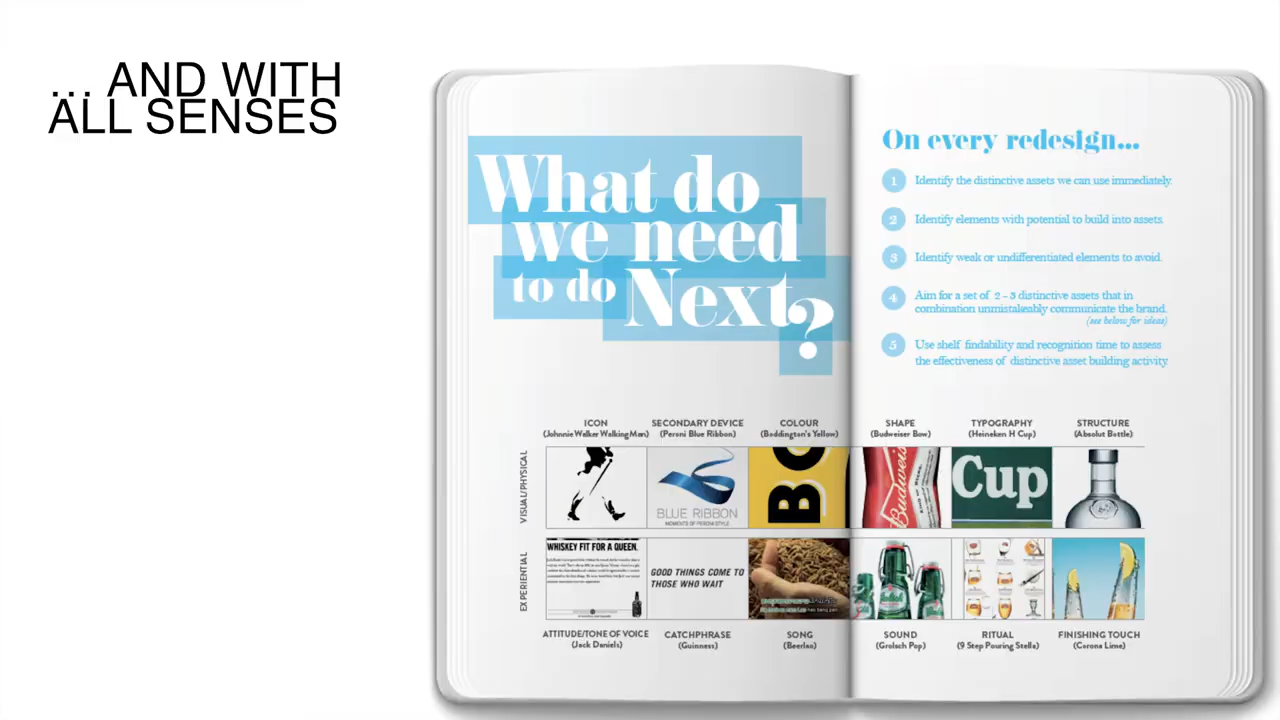 ... AND WITH
ALL SENSES
What do
we need
to do Next?
On every redesign...
1 Identify the distinctive assets we can use immediately.
2 Identify elements with potential to build into assets.
3 Identify weak or undifferentiated elements to avoid.
4 Aim for a set of 2 - 3 distinctive assets that in
combination unmistakeably communicate the brand.
(see below for ideas)
5 Use shelf findability and recognition time to assess
the effectiveness of distinctive asset building activity
ICON
(Johnnie Walker Walking Man)
SECONDARY DEVICE
(Peroni Blue Ribbon)
COLOUR
(Boddington's Yellow)
SHAPE
(Budweiser Bow)
TYPOGRAPHY
(Heineken H Cup)
STRUCTURE
(Absolut Bottle)
VISUAL/PHYSICAL
BLUE RIBBON
MOMENTS OF PERONI STYLE
BO
Budweis
Cup
EXPERIENTIAL
WHISKEY FIT FOR A QUEEN.
GOOD THINGS COME TO
THOSE WHO WAIT
ATTITUDE/TONE OF VOICE
(Jack Daniels)
CATCHPHRASE
(Guinness)
SONG
(Beerlao)
SOUND
(Grolsch Pop)
RITUAL
(9 Step Pouring Stella)
FINISHING TOUCH
(Corona Lime)